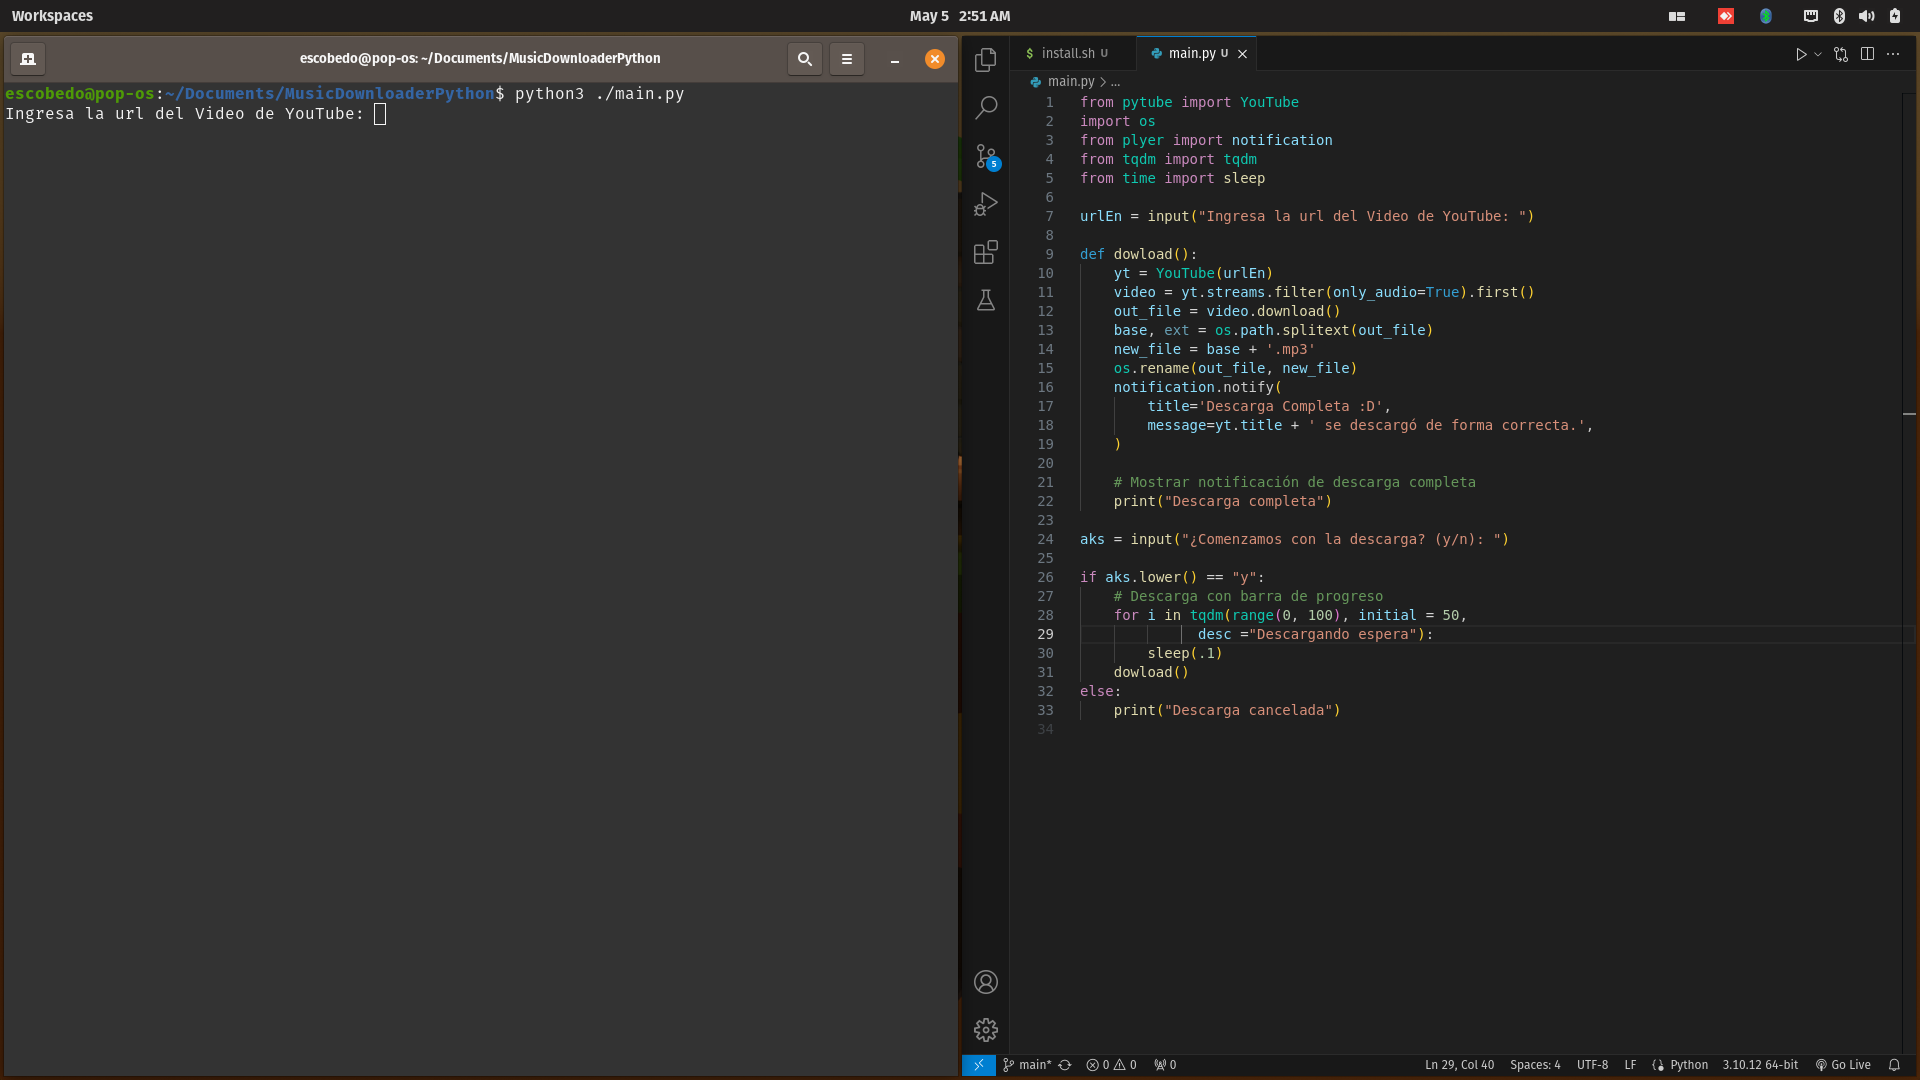 Workspaces
May 5 2:51 AM
escobedo@pop-os: ~/Documents/MusicDownloaderPython
escobedo@pop-os:~/Documents/MusicDownloaderPython$ python3 ./main.py
Ingresa la url del Video de YouTube:
$ install.sh U
main.py U
main.py > ...
5
1 from pytube import YouTube
2 import os
3 from plyer import notification
4 from tqdm import tqdm
5 from time import sleep
6
7 urlEn = input("Ingresa la url del Video de YouTube: ")
8
9 def dowload():
10     yt = YouTube(urlEn)
11     video = yt.streams.filter(only_audio=True).first()
12     out_file = video.download()
13     base, ext = os.path.splitext(out_file)
14     new_file = base + '.mp3'
15     os.rename(out_file, new_file)
16     notification.notify(
17         title='Descarga Completa :D',
18         message=yt.title + ' se descargó de forma correcta.',
19     )
20
21     # Mostrar notificación de descarga completa
22     print("Descarga completa")
23
24 aks = input("¿Comenzamos con la descarga? (y/n): ")
25
26 if aks.lower() == "y":
27     # Descarga con barra de progreso
28     for i in tqdm(range(0, 100), initial = 50,
29               desc ="Descargando espera"):
30         sleep(.1)
31     dowload()
32 else:
33     print("Descarga cancelada")
34
main* 0 0 0 Ln 29, Col 40 Spaces: 4 UTF-8 LF Python 3.10.12 64-bit Go Live